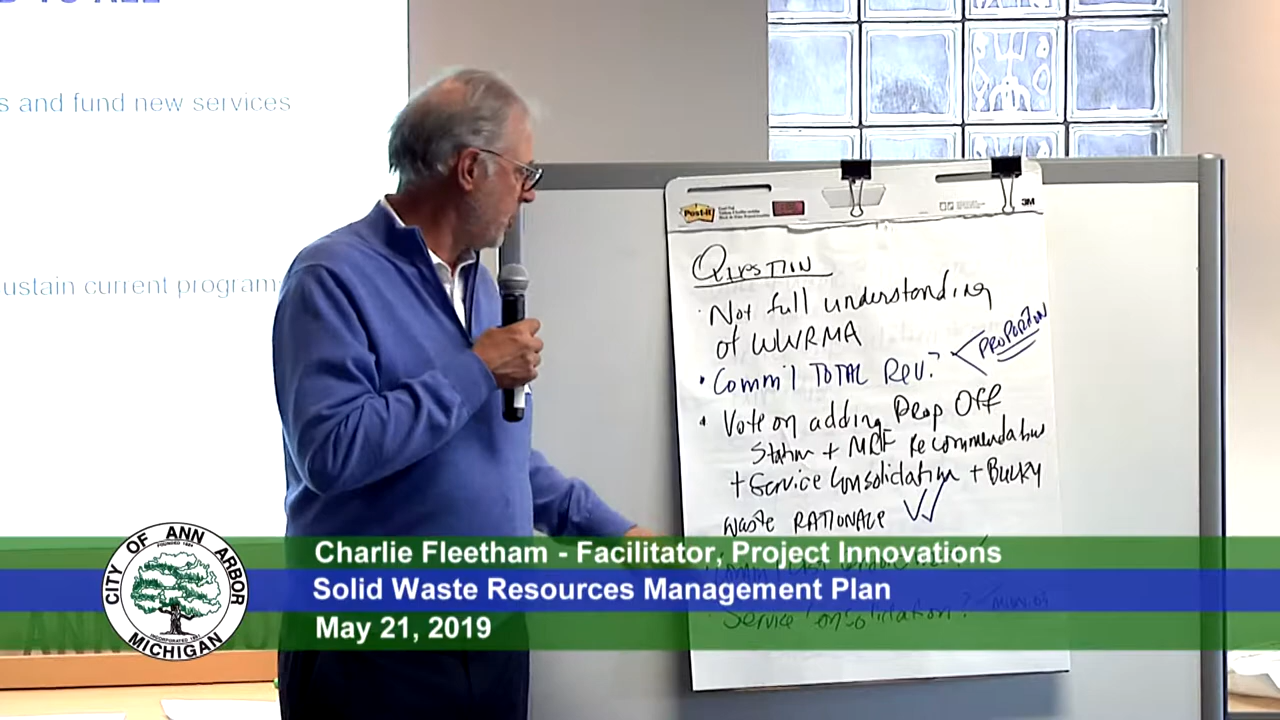 s and fund new services
ustain current program
Post-it
3M
Question
· Not full understanding
of WWRMA
· Comm'l TOTAL REV.? < PROPORTION
· Vote on adding Drop Off
Station + MRF Recommendations
+ Service Consolidation + Bulky
Waste RATIONALE
Service Consolidation?
CITY OF ANN ARBOR
MICHIGAN
Charlie Fleetham - Facilitator, Project Innovations
Solid Waste Resources Management Plan
May 21, 2019